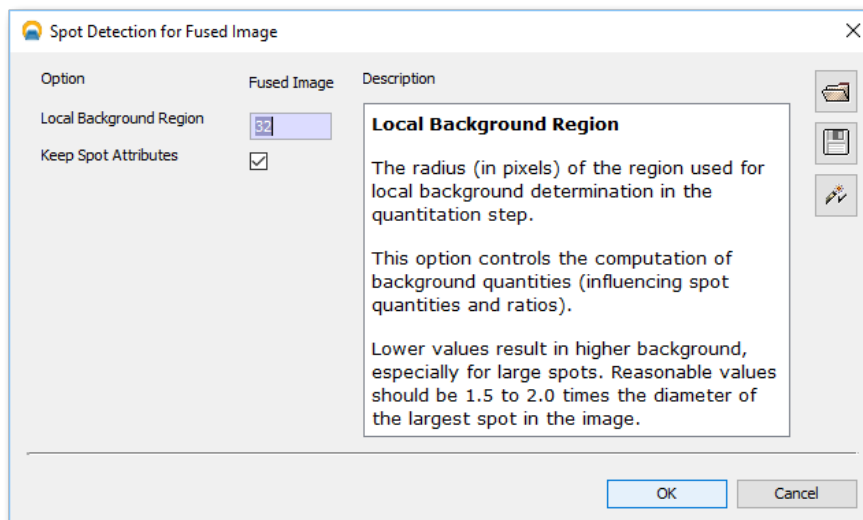 Spot Detection for Fused Image
Option
Fused Image
Description
Local Background Region
32
Keep Spot Attributes
Local Background Region
The radius (in pixels) of the region used for
local background determination in the
quantitation step.
This option controls the computation of
background quantities (influencing spot
quantities and ratios).
Lower values result in higher background,
especially for large spots. Reasonable values
should be 1.5 to 2.0 times the diameter of
the largest spot in the image.
OK
Cancel